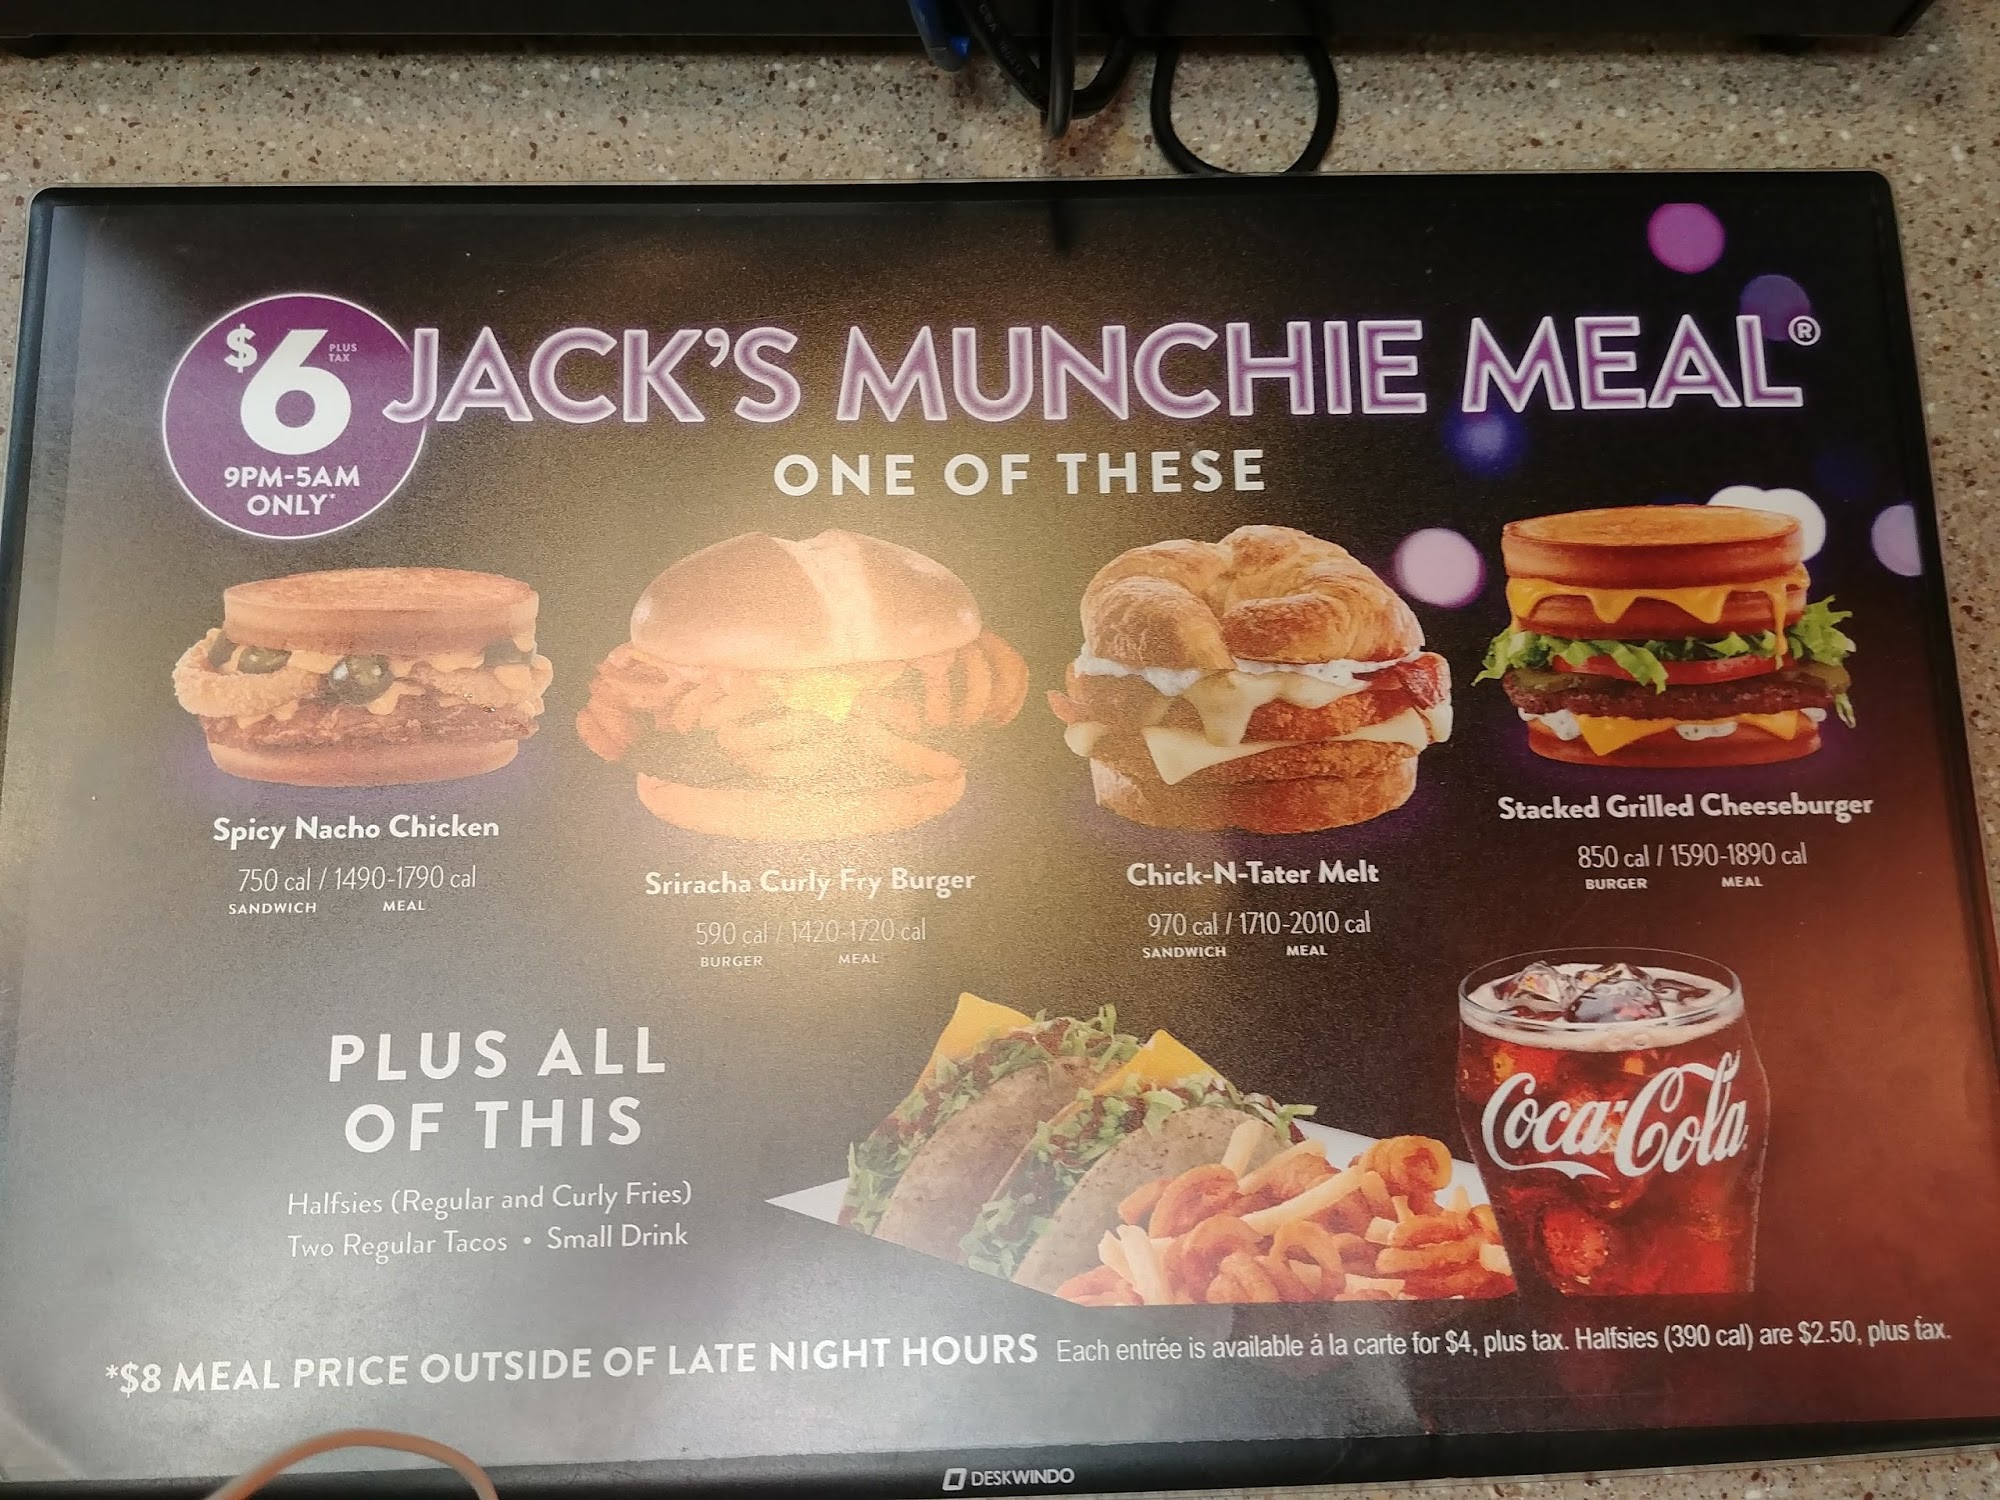 $6 PLUS TAX
9PM-5AM
ONLY*
JACK'S MUNCHIE MEAL®
ONE OF THESE
Spicy Nacho Chicken
750 cal / 1490-1790 cal
SANDWICH MEAL
Sriracha Curly Fry Burger
590 cal / 1420-1720 cal
BURGER MEAL
Chick-N-Tater Melt
970 cal / 1710-2010 cal
SANDWICH MEAL
Stacked Grilled Cheeseburger
850 cal / 1590-1890 cal
BURGER MEAL
PLUS ALL
OF THIS
Halfsies (Regular and Curly Fries)
Two Regular Tacos • Small Drink
Coca-Cola
*$8 MEAL PRICE OUTSIDE OF LATE NIGHT HOURS Each entrée is available á la carte for $4, plus tax. Halfsies (390 cal) are $2.50, plus tax.
DESKWINDO